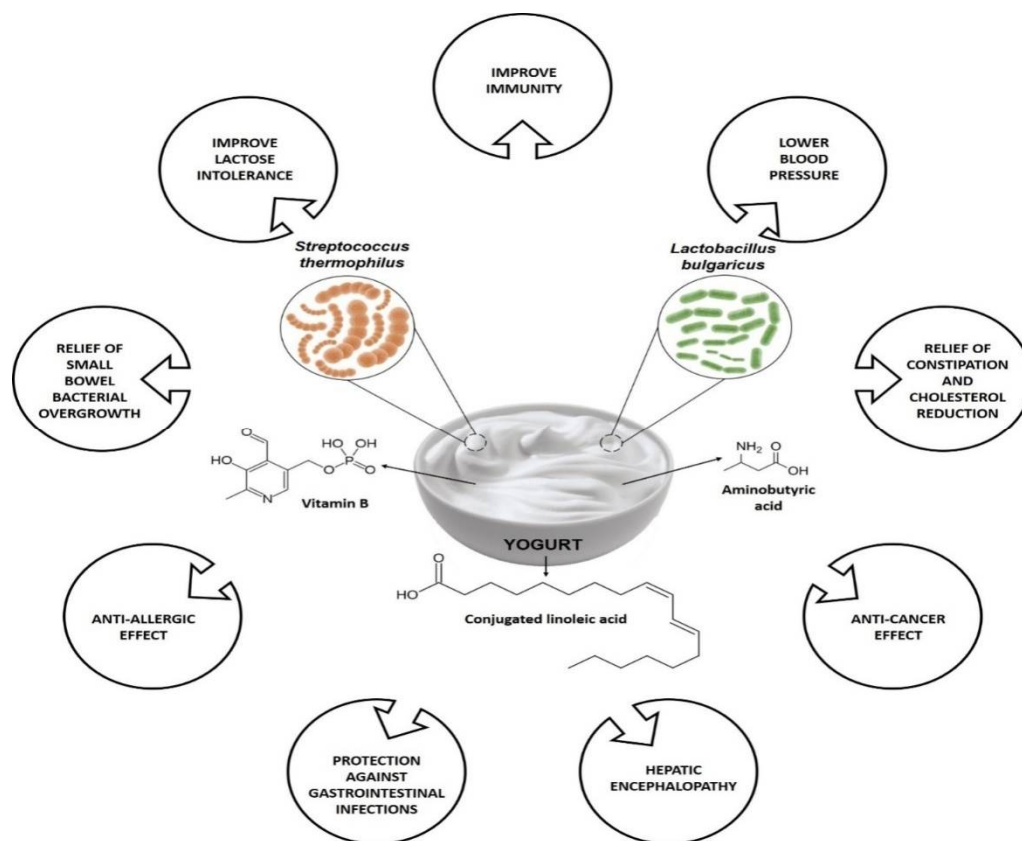 IMPROVE
IMMUNITY
IMPROVE
LACTOSE
INTOLERANCE
LOWER
BLOOD
PRESSURE
Streptococcus
thermophilus
Lactobacillus
bulgaricus
RELIEF OF
SMALL
BOWEL
BACTERIAL
OVERGROWTH
RELIEF OF
CONSTIPATION
AND
CHOLESTEROL
REDUCTION
O
HO
HO OH
P
O
O
N
Vitamin B
NH2
O
OH
Aminobutyric
acid
YOGURT
O
HO
Conjugated linoleic acid
ANTI-ALLERGIC
EFFECT
ANTI-CANCER
EFFECT
PROTECTION
AGAINST
GASTROINTESTINAL
INFECTIONS
HEPATIC
ENCEPHALOPATHY